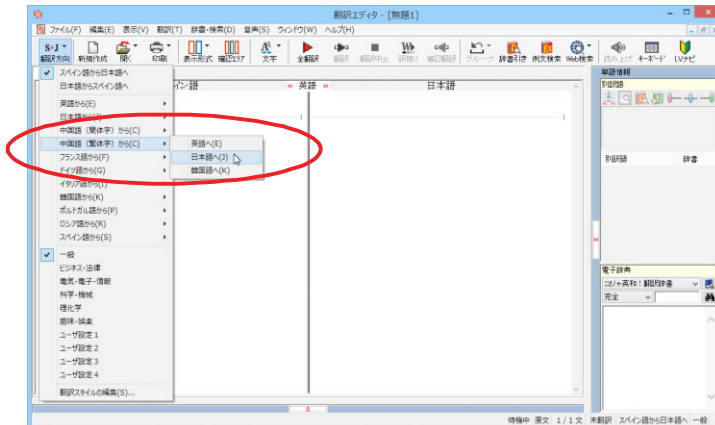 翻訳エディタ - [無題1]
ファイル(F) 編集(E) 表示(V) 翻訳(T) 辞書・検索(D) 音声(S) ウィンドウ(W) ヘルプ(H)
S›J
翻訳方向 新規作成 開く 印刷 表示形式 確認エリア 文字 全翻訳 翻訳 翻訳中止 訳振り 確認翻訳 グループ 辞書引き 例文検索 Web検索 読み上げ キーボード LVナビ
スペイン語から日本語へ
日本語からスペイン語へ
英語から(E)
日本語から(J)
中国語（簡体字）から(C)
中国語（繁体字）から(C)
フランス語から(F)
ドイツ語から(G)
イタリア語から(I)
韓国語から(K)
ポルトガル語から(P)
ロシア語から(R)
スペイン語から(S)
一般
ビジネス・法律
電気・電子・情報
科学・機械
理化学
趣味・娯楽
ユーザ設定1
ユーザ設定2
ユーザ設定3
ユーザ設定4
翻訳スタイルの編集(S)...
英語へ(E)
日本語へ(J)
韓国語へ(K)
イン語 « 英語 » 日本語
1 1
単語情報
別訳語
別訳語 辞書
電子辞典
コリャ英和！翻訳辞書
完全
待機中 原文 1/1文 未翻訳 スペイン語から日本語へ 一般